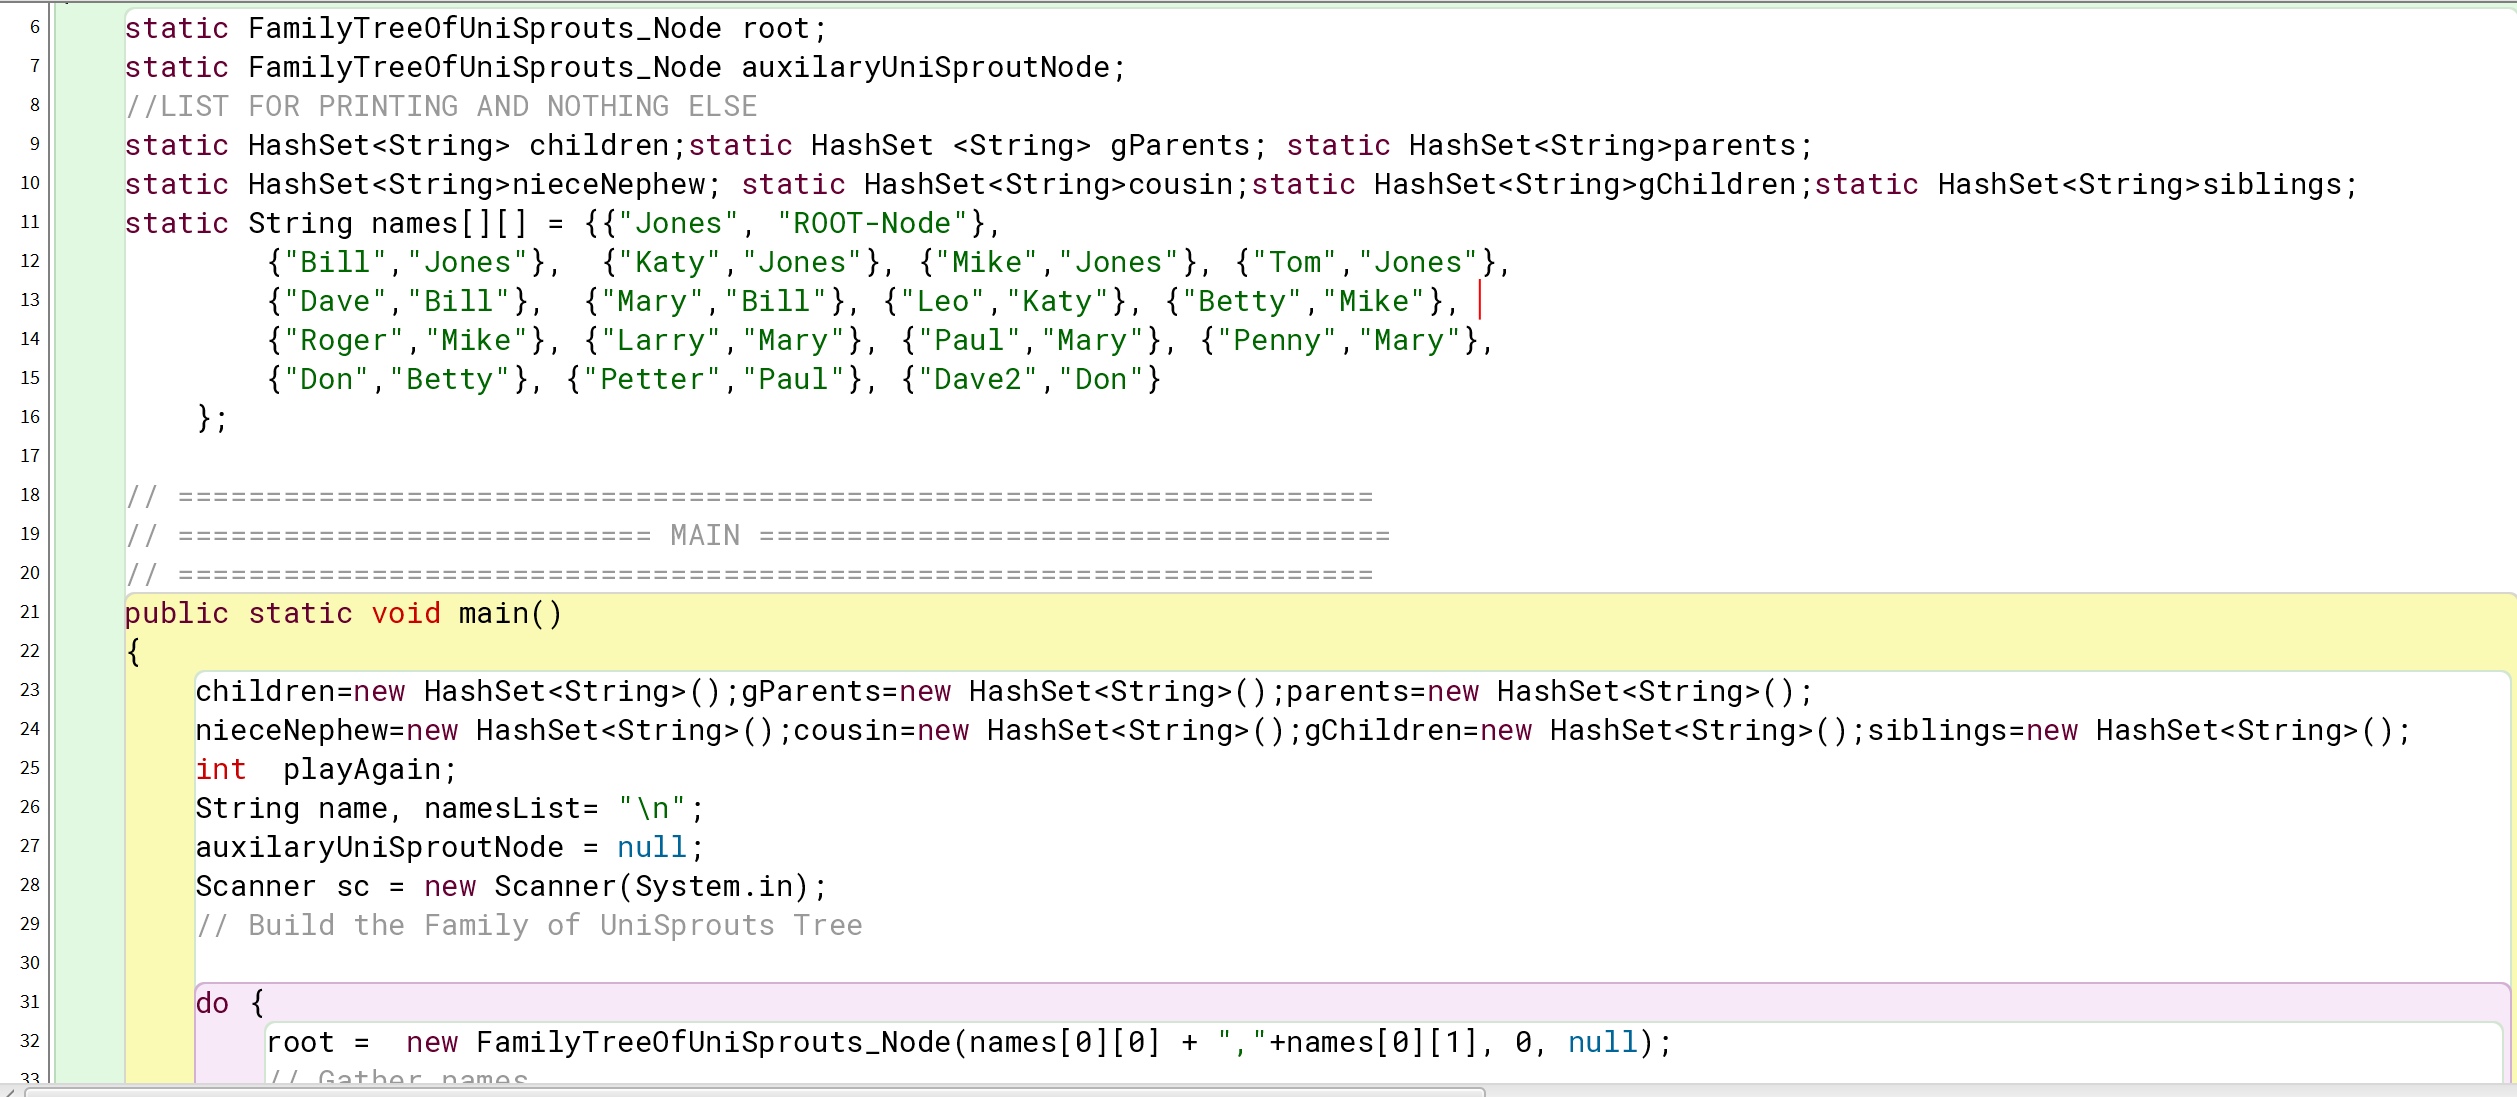 6 static FamilyTreeOfUniSprouts_Node root;
7 static FamilyTreeOfUniSprouts_Node auxilaryUniSproutNode;
8 //LIST FOR PRINTING AND NOTHING ELSE
9 static HashSet<String> children;static HashSet <String> gParents; static HashSet<String>parents;
10 static HashSet<String>nieceNephew; static HashSet<String>cousin;static HashSet<String>gChildren;static HashSet<String>siblings;
11 static String names[][] = {{"Jones", "ROOT-Node"},
12 {"Bill","Jones"},  {"Katy","Jones"}, {"Mike","Jones"}, {"Tom","Jones"},
13 {"Dave","Bill"},  {"Mary","Bill"}, {"Leo","Katy"}, {"Betty","Mike"},
14 {"Roger","Mike"}, {"Larry","Mary"}, {"Paul","Mary"}, {"Penny","Mary"},
15 {"Don","Betty"}, {"Petter","Paul"}, {"Dave2","Don"}
16 };
17
18 // ====================================================================
19 // =========================== MAIN ====================================
20 // ====================================================================
21 public static void main()
22 {
23 children=new HashSet<String>();gParents=new HashSet<String>();parents=new HashSet<String>();
24 nieceNephew=new HashSet<String>();cousin=new HashSet<String>();gChildren=new HashSet<String>();siblings=new HashSet<String>();
25 int  playAgain;
26 String name, namesList= "\n";
27 auxilaryUniSproutNode = null;
28 Scanner sc = new Scanner(System.in);
29 // Build the Family of UniSprouts Tree
30
31 do {
32 root =  new FamilyTreeOfUniSprouts_Node(names[0][0] + ","+names[0][1], 0, null);
33 // Gather names